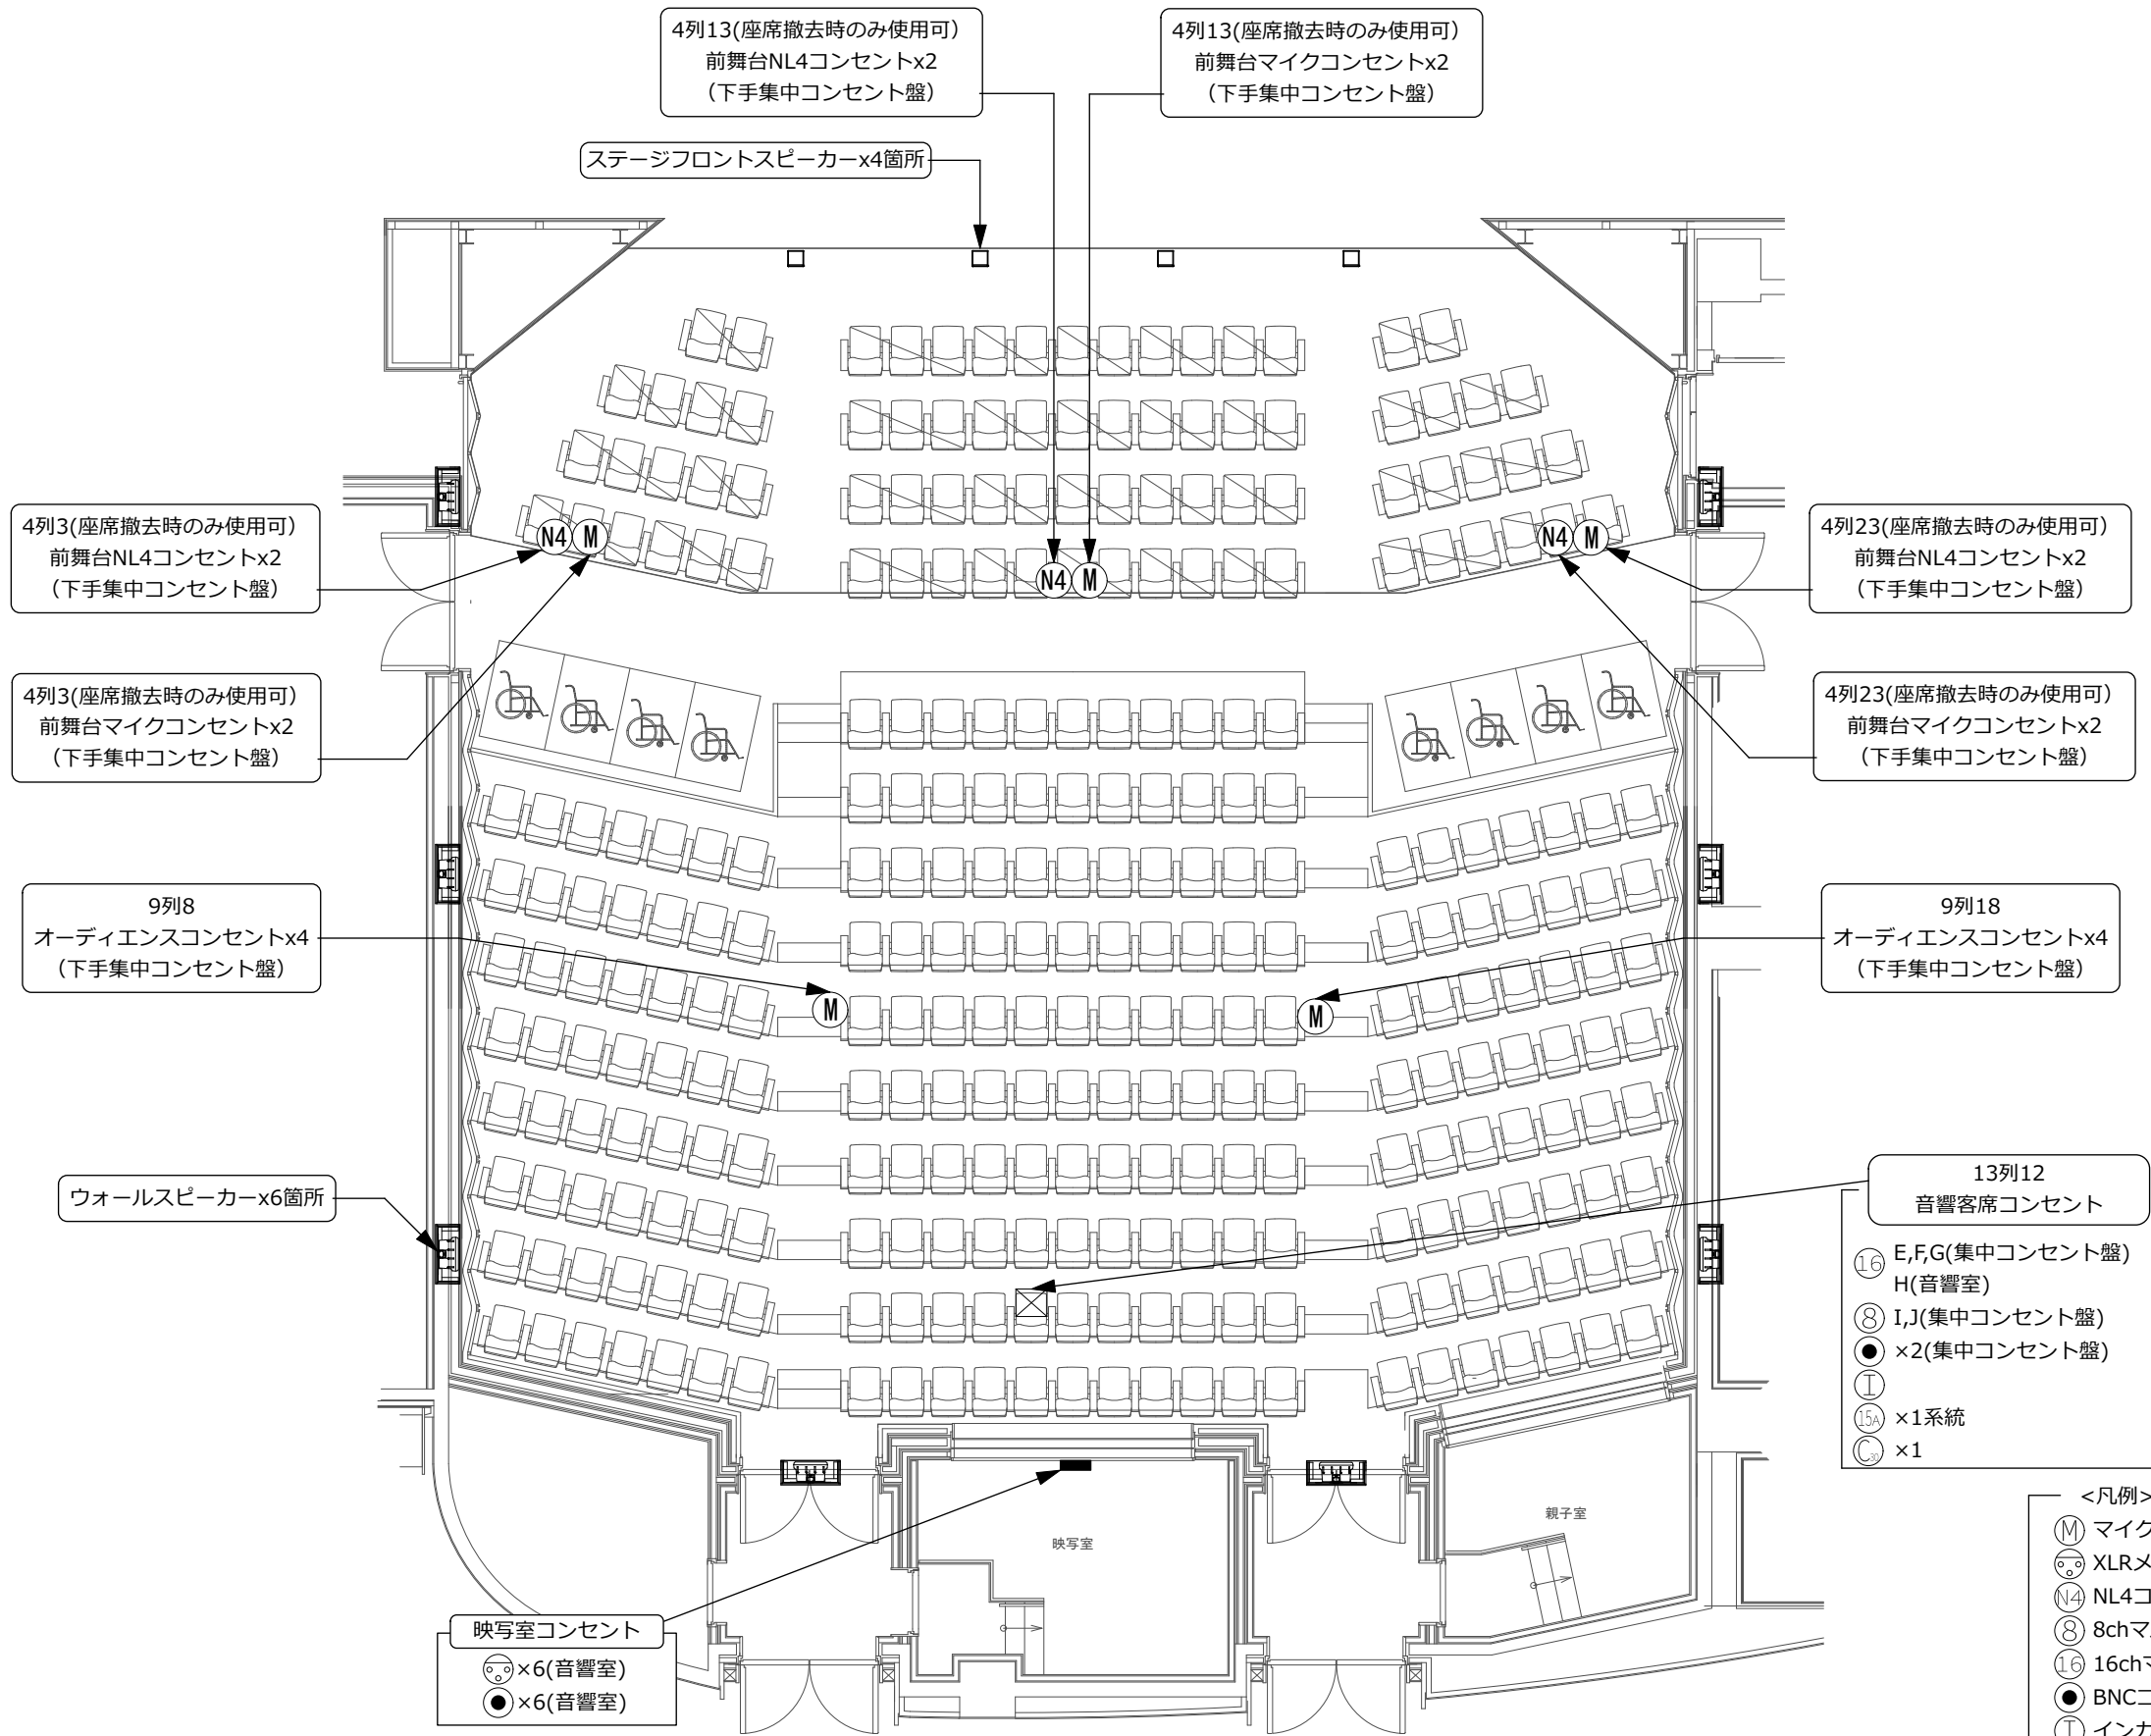 4列13(座席撤去時のみ使用可)
前舞台NL4コンセントx2
(下手集中コンセント盤)
4列13(座席撤去時のみ使用可)
前舞台マイクコンセントx2
(下手集中コンセント盤)
ステージフロントスピーカーx4箇所
4列3(座席撤去時のみ使用可)
前舞台NL4コンセントx2
(下手集中コンセント盤)
N4 M
N4 M
N4 M
4列23(座席撤去時のみ使用可)
前舞台NL4コンセントx2
(下手集中コンセント盤)
4列3(座席撤去時のみ使用可)
前舞台マイクコンセントx2
(下手集中コンセント盤)
4列23(座席撤去時のみ使用可)
前舞台マイクコンセントx2
(下手集中コンセント盤)
9列8
オーディエンスコンセントx4
(下手集中コンセント盤)
M
M
9列18
オーディエンスコンセントx4
(下手集中コンセント盤)
ウォールスピーカーx6箇所
13列12
音響客席コンセント
16 E,F,G(集中コンセント盤)
H(音響室)
8 I,J(集中コンセント盤)
×2(集中コンセント盤)
I
15A ×1系統
C30 ×1
映写室
親子室
映写室コンセント
×6(音響室)
×6(音響室)
<凡例>
M マイク
XLRメ
N4 NL4コ
8 8chマ
16 16chマ
BNCコ
I インカ